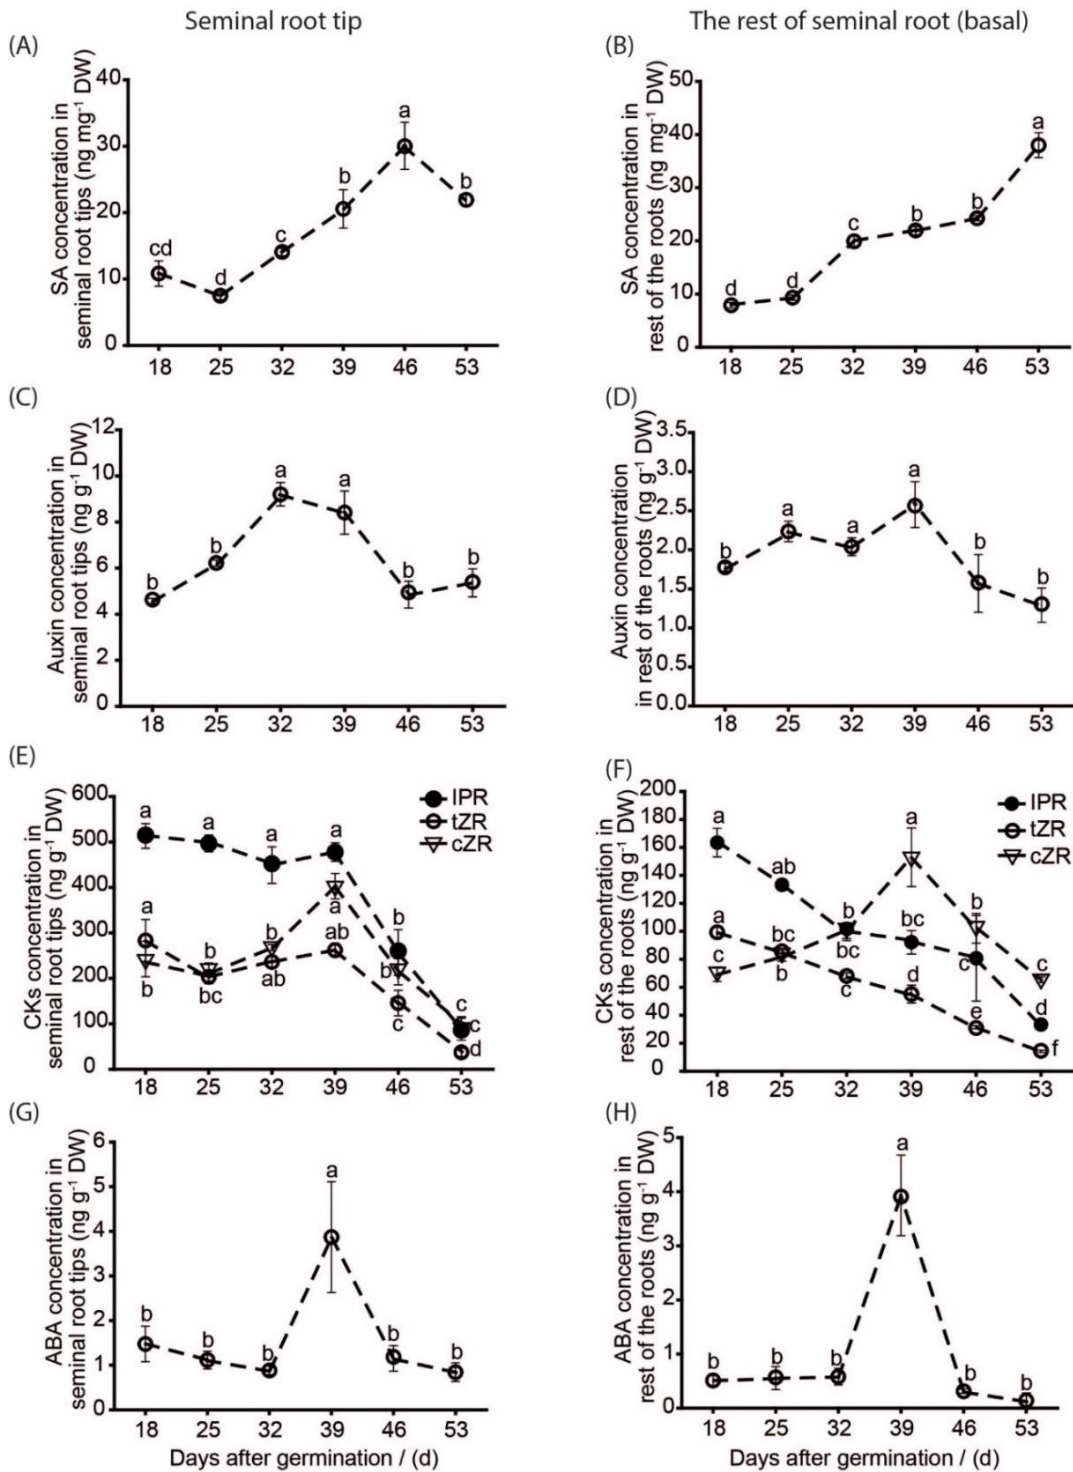 Seminal root tip
The rest of seminal root (basal)
(A)
SA concentration in
seminal root tips (ng mg⁻¹ DW)
40
30
20
10
0
cd
d
c
b
a
b
18 25 32 39 46 53
(B)
SA concentration in
rest of the roots (ng mg⁻¹ DW)
50
40
30
20
10
0
d
d
c
b
b
a
18 25 32 39 46 53
(C)
Auxin concentration in
seminal root tips (ng g⁻¹ DW)
12
10
8
6
4
2
0
b
b
a
a
b
b
18 25 32 39 46 53
(D)
Auxin concentration
in rest of the roots (ng g⁻¹ DW)
3.5
3.0
2.5
2.0
1.5
1.0
0.5
0.0
b
a
a
a
b
b
18 25 32 39 46 53
(E)
CKs concentration in
seminal root tips (ng g⁻¹ DW)
600
500
400
300
200
100
0
IPR
tZR
cZR
a
a
a
a
b
c
a
b
b
a
ab
b
bc
ab
b
c
c
d
18 25 32 39 46 53
(F)
CKs concentration in
rest of the roots (ng g⁻¹ DW)
200
180
160
140
120
100
80
60
40
20
0
IPR
tZR
cZR
a
ab
b
a
b
c
a
bc
bc
bc
c
b
c
d
c
e
d
f
18 25 32 39 46 53
(G)
ABA concentration in
seminal root tips (ng g⁻¹ DW)
6
5
4
3
2
1
0
b
b
b
a
b
b
18 25 32 39 46 53
Days after germination / (d)
(H)
ABA concentration in
rest of the roots (ng g⁻¹ DW)
5
4
3
2
1
0
b
b
b
a
b
b
18 25 32 39 46 53
Days after germination / (d)